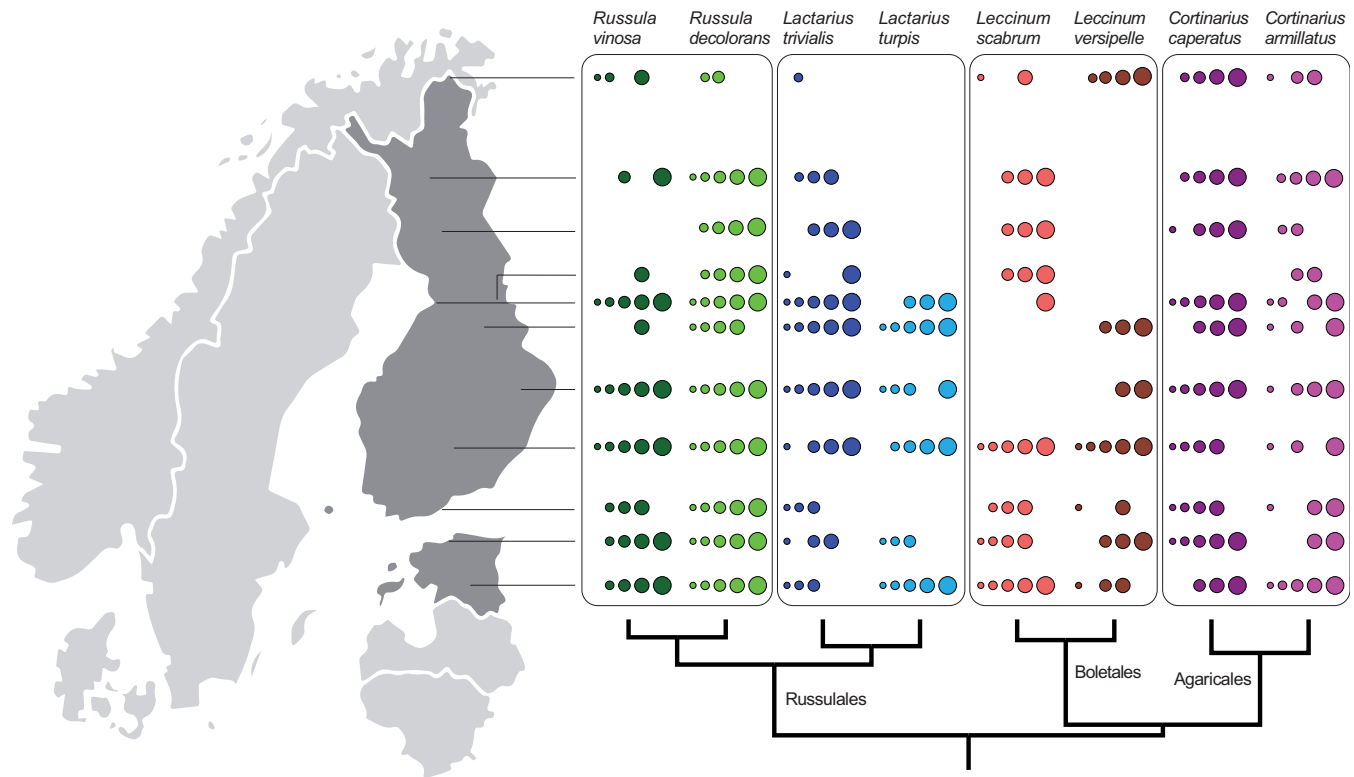 Russula vinosa
Russula decolorans
Lactarius trivialis
Lactarius turpis
Leccinum scabrum
Leccinum versipelle
Cortinarius caperatus
Cortinarius armillatus
Russulales
Boletales
Agaricales